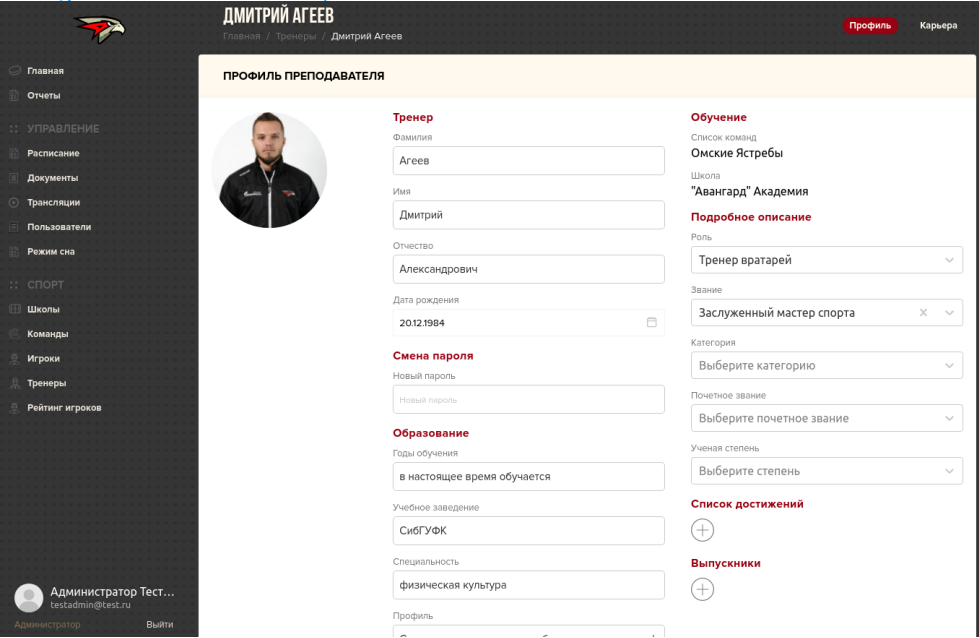 ДМИТРИЙ АГЕЕВ
Главная / Тренеры / Дмитрий Агеев
Профиль
Карьера
Главная
Отчеты
УПРАВЛЕНИЕ
Расписание
Документы
Трансляции
Пользователи
Режим сна
СПОРТ
Школы
Команды
Игроки
Тренеры
Рейтинг игроков
Администратор Тест...
testadmin@test.ru
Администратор
Выйти
ПРОФИЛЬ ПРЕПОДАВАТЕЛЯ
Тренер
Фамилия
Агеев
Имя
Дмитрий
Отчество
Александрович
Дата рождения
20.12.1984
Смена пароля
Новый пароль
Новый пароль
Образование
Годы обучения
в настоящее время обучается
Учебное заведение
СибГУФК
Специальность
физическая культура
Профиль
Обучение
Список команд
Омские Ястребы
Школа
"Авангард" Академия
Подробное описание
Роль
Тренер вратарей
Звание
Заслуженный мастер спорта
Категория
Выберите категорию
Почетное звание
Выберите почетное звание
Ученая степень
Выберите степень
Список достижений
Выпускники